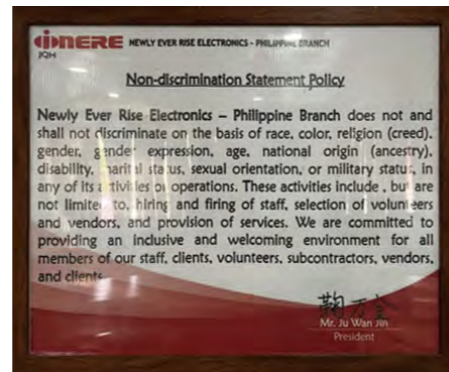 inere NEWLY EVER RISE ELECTRONICS - PHILIPPINE BRANCH
JQH
Non-discrimination Statement Policy
Newly Ever Rise Electronics – Philippine Branch does not and
shall not discriminate on the basis of race, color, religion (creed),
gender, gender expression, age, national origin (ancestry),
disability, marital status, sexual orientation, or military status, in
any of its activities or operations. These activities include , but are
not limited to, hiring and firing of staff, selection of volunteers
and vendors, and provision of services. We are committed to
providing an inclusive and welcoming environment for all
members of our staff, clients, volunteers, subcontractors, vendors,
and clients
鞠万金
Mr. Ju Wan Jin
President